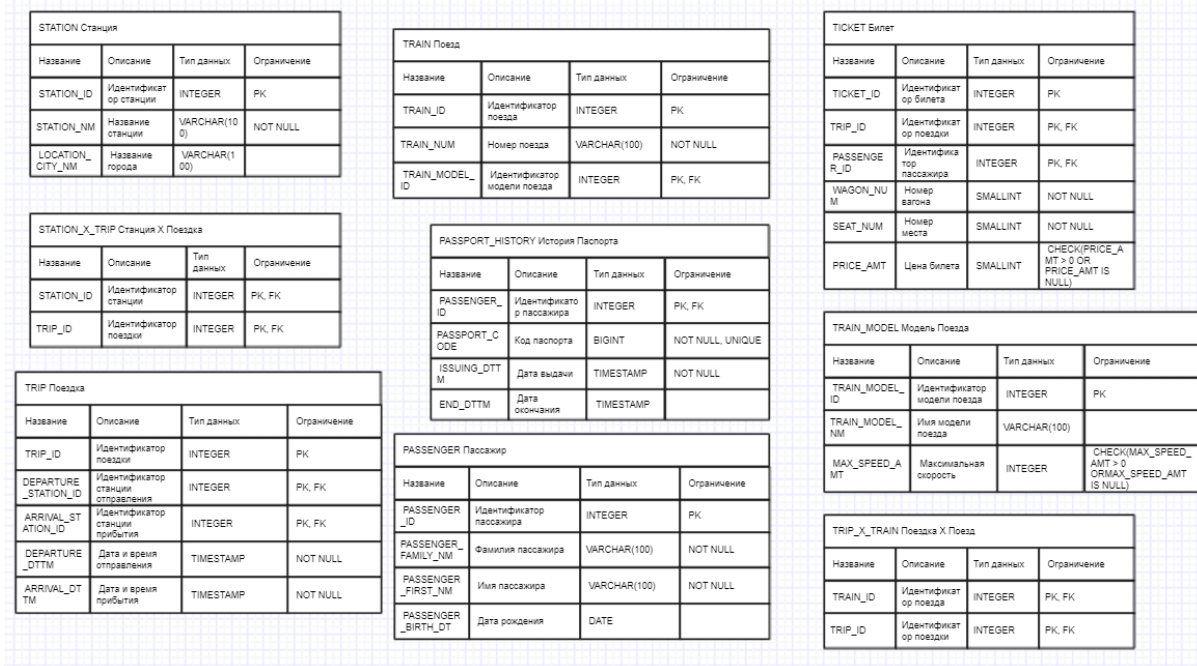 STATION Станция
Название Описание Тип данных Ограничение
STATION_ID Идентификат
ор станции INTEGER PK
STATION_NM Название
станции VARCHAR(10
0) NOT NULL
LOCATION_
CITY_NM Название
города VARCHAR(1
00)
STATION_X_TRIP Станция X Поездка
Название Описание Тип
данных Ограничение
STATION_ID Идентификатор
станции INTEGER PK, FK
TRIP_ID Идентификатор
поездки INTEGER PK, FK
TRIP Поездка
Название Описание Тип данных Ограничение
TRIP_ID Идентификатор
поездки INTEGER PK
DEPARTURE
_STATION_ID Идентификатор
станции
отправления INTEGER PK, FK
ARRIVAL_ST
ATION_ID Идентификатор
станции
прибытия INTEGER PK, FK
DEPARTURE
_DTTM Дата и время
отправления TIMESTAMP NOT NULL
ARRIVAL_DT
TM Дата и время
прибытия TIMESTAMP NOT NULL
TRAIN Поезд
Название Описание Тип данных Ограничение
TRAIN_ID Идентификатор
поезда INTEGER PK
TRAIN_NUM Номер поезда VARCHAR(100) NOT NULL
TRAIN_MODEL_
ID Идентификатор
модели поезда INTEGER PK, FK
PASSPORT_HISTORY История Паспорта
Название Описание Тип данных Ограничение
PASSENGER_
ID Идентификато
р пассажира INTEGER PK, FK
PASSPORT_C
ODE Код паспорта BIGINT NOT NULL, UNIQUE
ISSUING_DTT
M Дата выдачи TIMESTAMP NOT NULL
END_DTTM Дата
окончания TIMESTAMP
PASSENGER Пассажир
Название Описание Тип данных Ограничение
PASSENGER
_ID Идентификатор
пассажира INTEGER PK
PASSENGER_
FAMILY_NM Фамилия пассажира VARCHAR(100) NOT NULL
PASSENGER
_FIRST_NM Имя пассажира VARCHAR(100) NOT NULL
PASSENGER
_BIRTH_DT Дата рождения DATE
TICKET Билет
Название Описание Тип данных Ограничение
TICKET_ID Идентификат
ор билета INTEGER PK
TRIP_ID Идентификат
ор поездки INTEGER PK, FK
PASSENGE
R_ID Идентифика
тор
пассажира INTEGER PK, FK
WAGON_NU
M Номер
вагона SMALLINT NOT NULL
SEAT_NUM Номер
места SMALLINT NOT NULL
PRICE_AMT Цена билета SMALLINT CHECK(PRICE_A
MT > 0 OR
PRICE_AMT IS
NULL)
TRAIN_MODEL Модель Поезда
Название Описание Тип данных Ограничение
TRAIN_MODEL_
ID Идентификатор
модели поезда INTEGER PK
TRAIN_MODEL_
NM Имя модели
поезда VARCHAR(100)
MAX_SPEED_A
MT Максимальная
скорость INTEGER CHECK(MAX_SPEED_
AMT > 0
ORMAX_SPEED_AMT
IS NULL)
TRIP_X_TRAIN Поездка X Поезд
Название Описание Тип данных Ограничение
TRAIN_ID Идентификат
ор поезда INTEGER PK, FK
TRIP_ID Идентификат
ор поездки INTEGER PK, FK